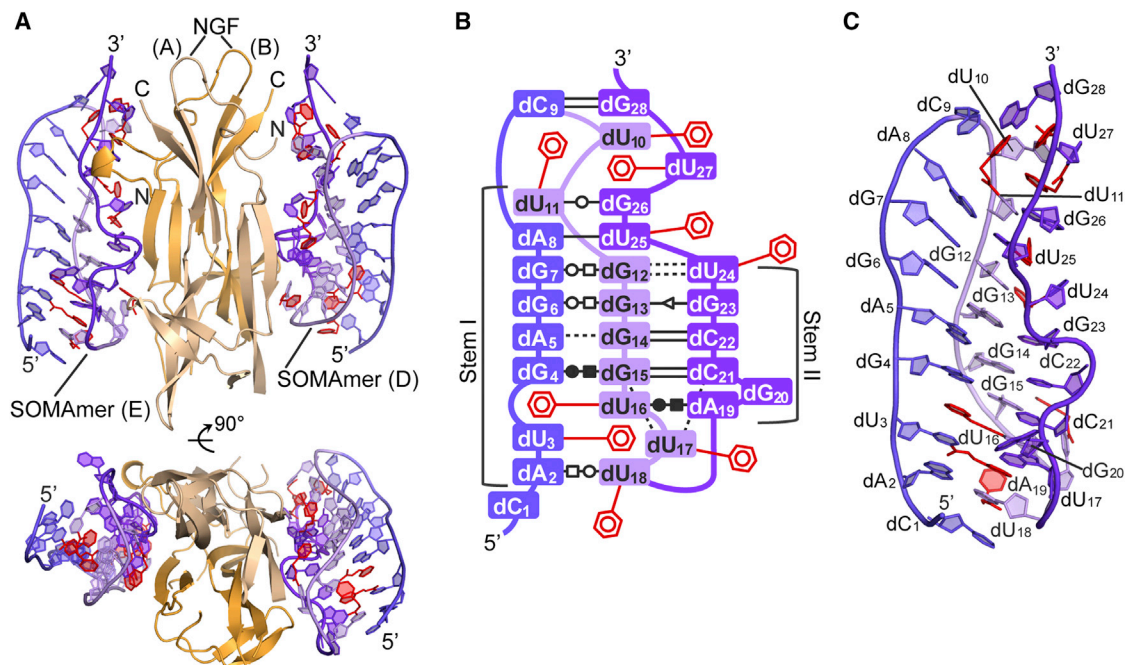 A
NGF
3'
(A)
(B)
3'
C
C
N
N
5'
5'
SOMAmer (D)
SOMAmer (E)
90°
5'
5'
B
3'
dC9
dG28
dU10
dU27
dU11
dG26
dA8
dU25
dG7
dG12
dU24
dG6
dG13
dG23
dA5
dG14
dC22
dG4
dG15
dC21
dG20
dU16
dA19
dU3
dU17
dA2
dU18
dC1
5'
Stem I
Stem II
C
3'
dU10
dG28
dC9
dA8
dU27
dG7
dU11
dG26
dG12
dU25
dG6
dG13
dU24
dA5
dG23
dG14
dC22
dG4
dG15
dU3
dU16
dC21
dG20
dA2
dA19
5'
dU17
dC1
dU18